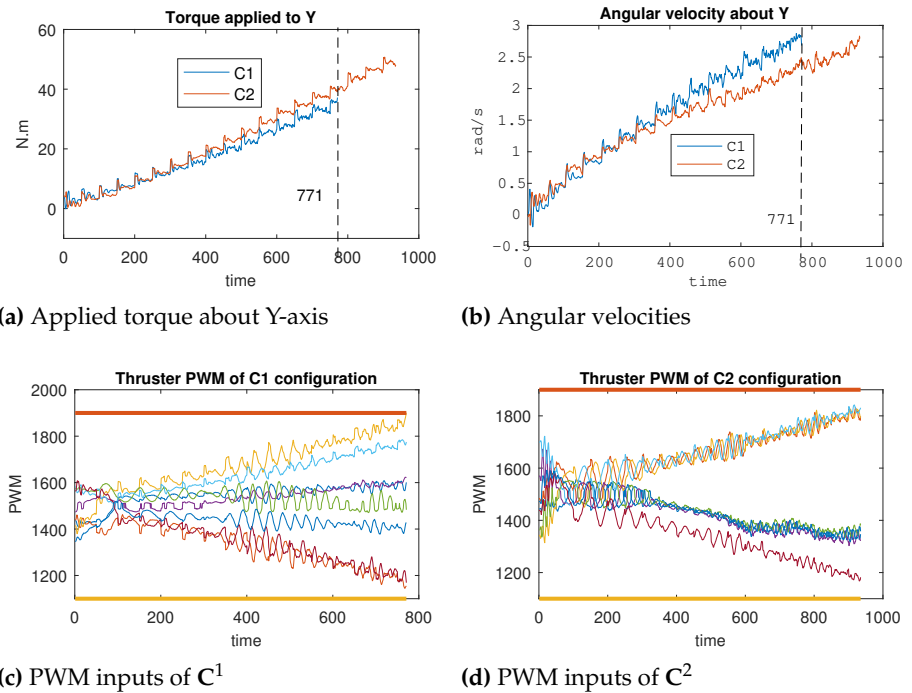 Torque applied to Y
60
40
20
0
N.m
C1
C2
771
0 200 400 600 800 1000
time
(a) Applied torque about Y-axis
Angular velocity about Y
3
2.5
2
1.5
1
0.5
0
-0.5
rad/s
C1
C2
771
0 200 400 600 800 1000
time
(b) Angular velocities
Thruster PWM of C1 configuration
2000
1800
1600
1400
1200
PWM
0 200 400 600 800
time
(c) PWM inputs of C¹
Thruster PWM of C2 configuration
1800
1600
1400
1200
PWM
0 200 400 600 800 1000
time
(d) PWM inputs of C²